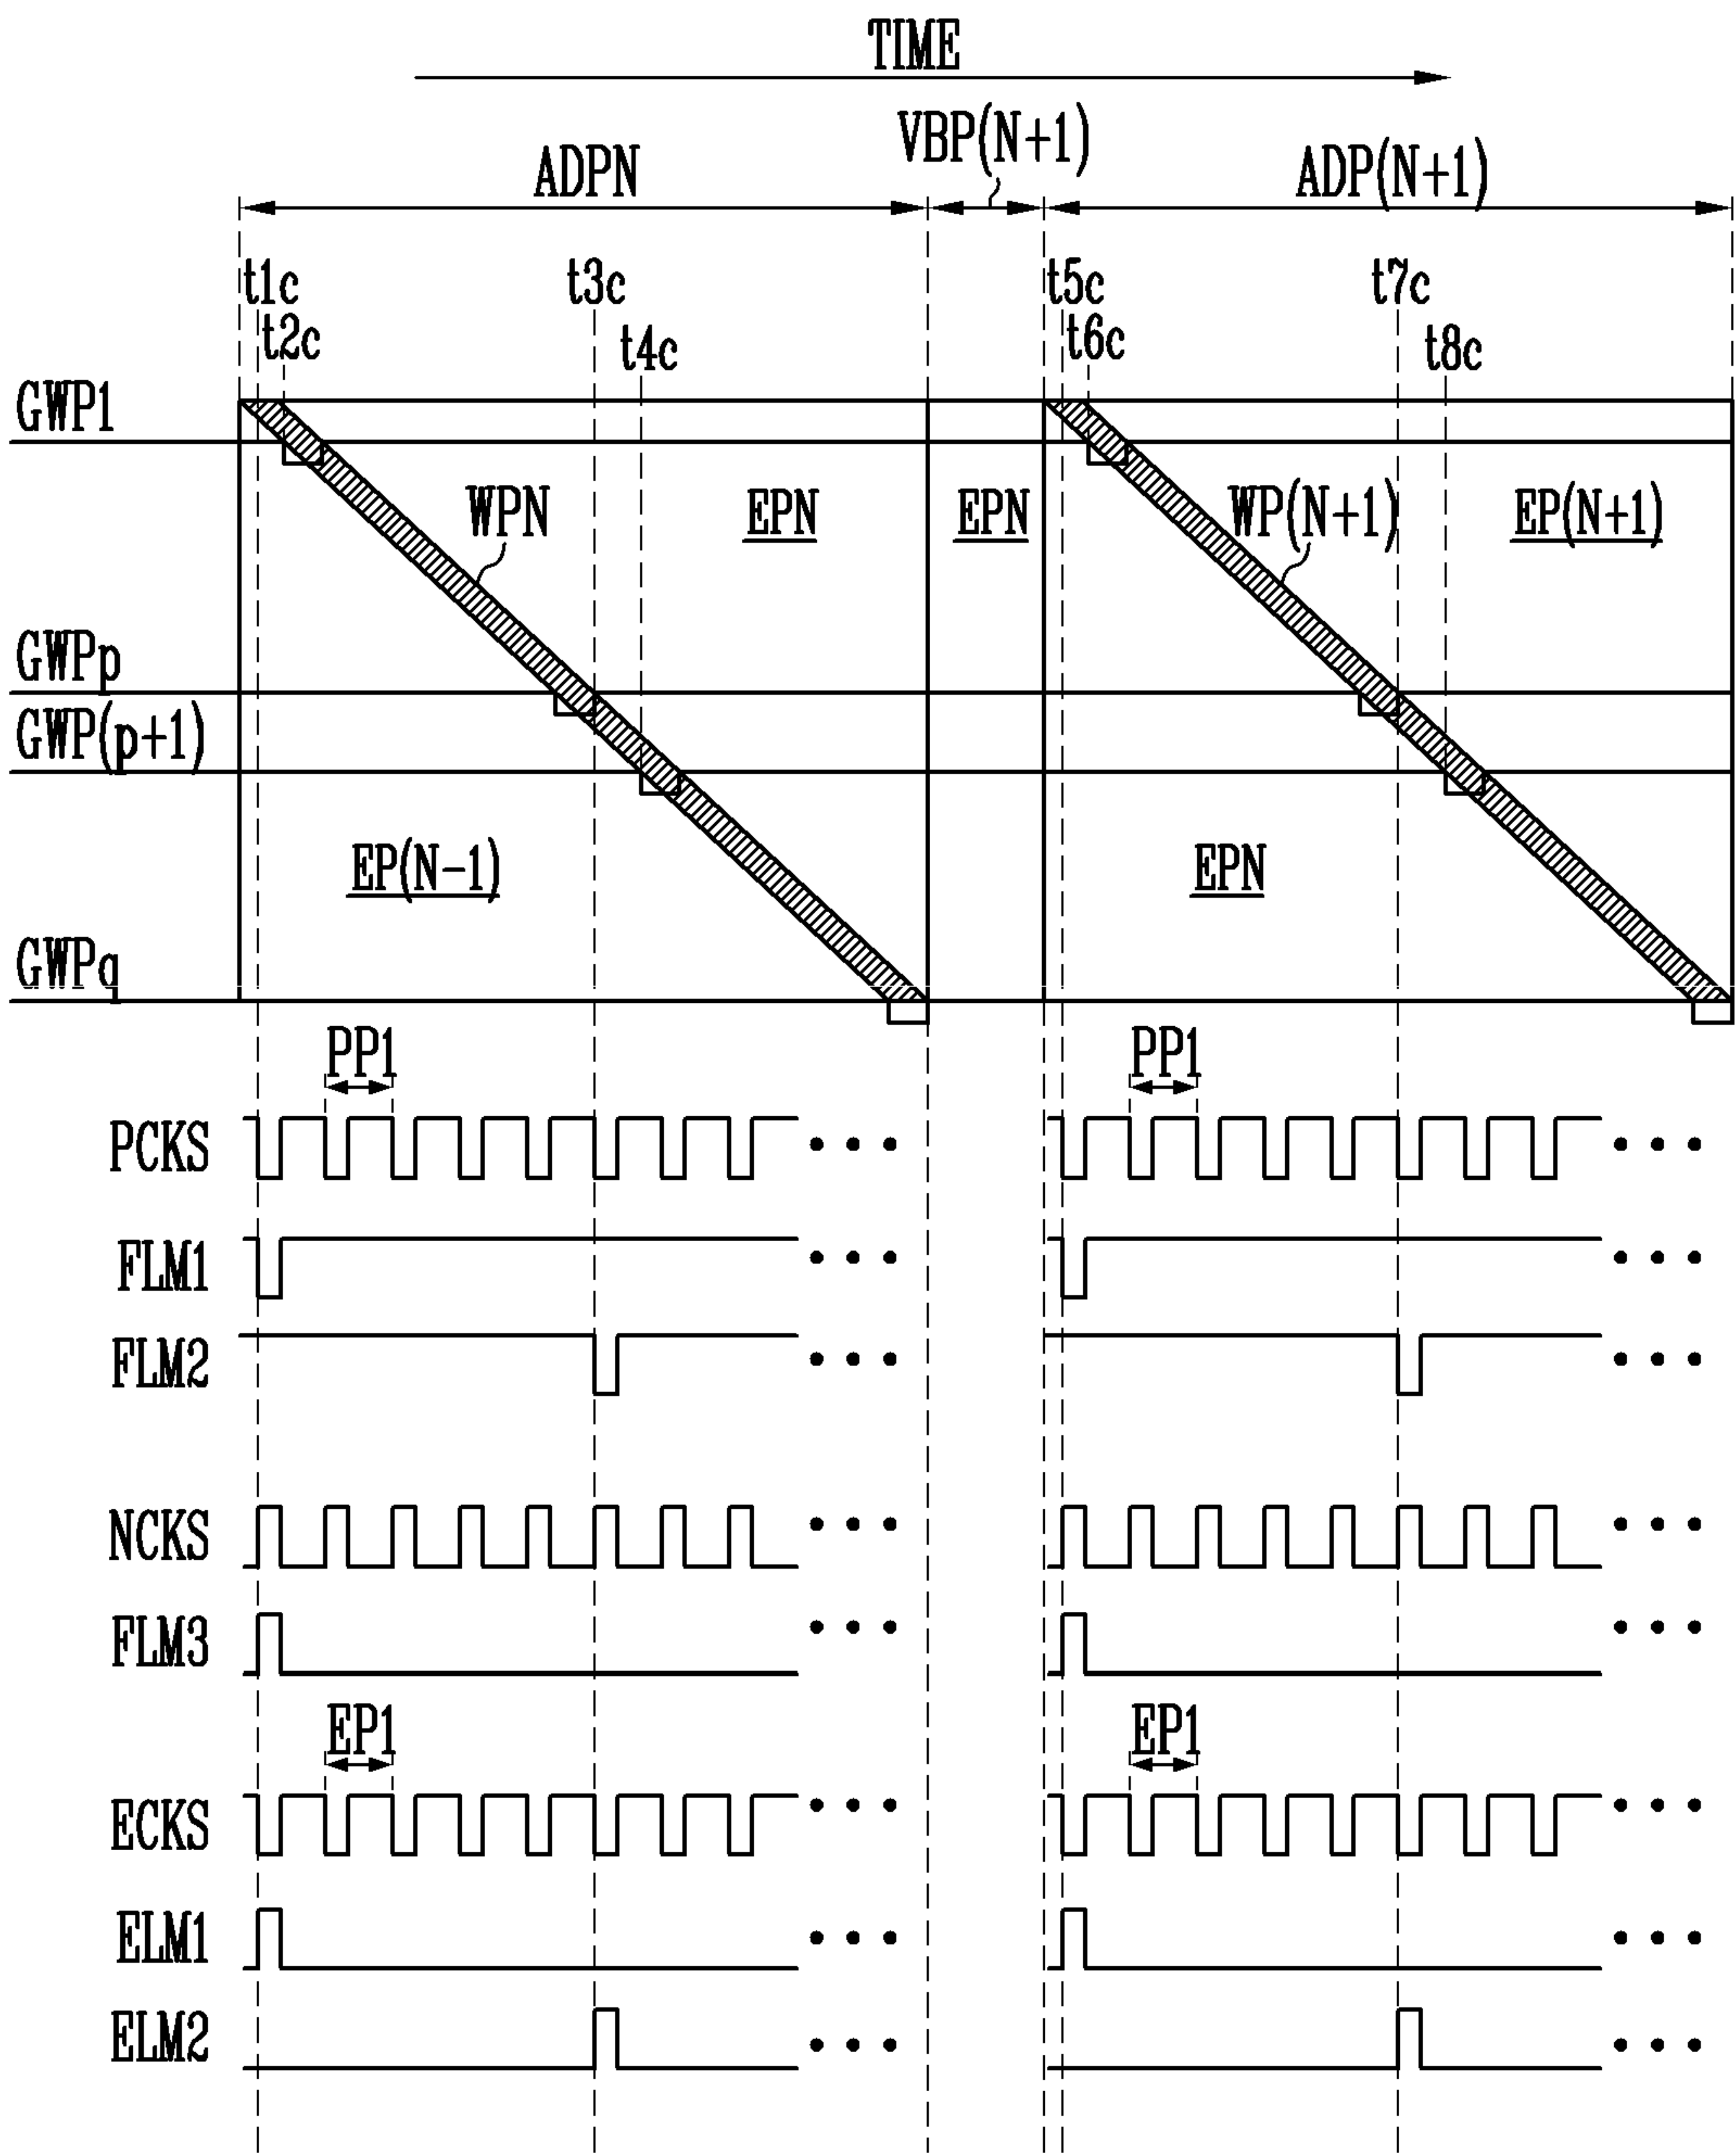 TIME
VBP(N+1)
ADPN
ADP(N+1)
t1c
t3c
t5c
t7c
t2c
t4c
t6c
t8c
GWP1
WPN
EPN
EPN
WP(N+1)
EP(N+1)
GWPp
GWP(p+1)
EP(N-1)
EPN
GWPq
PP1
PP1
PCKS
FLM1
FLM2
NCKS
FLM3
EP1
EP1
ECKS
ELM1
ELM2